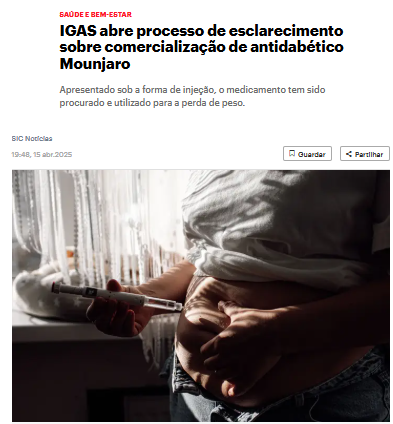 SAÚDE E BEM-ESTAR
IGAS abre processo de esclarecimento
sobre comercialização de antidabético
Mounjaro
Apresentado sob a forma de injeção, o medicamento tem sido
procurado e utilizado para a perda de peso.
SIC Notícias
19:48, 15 abr.2025
Guardar
Partilhar